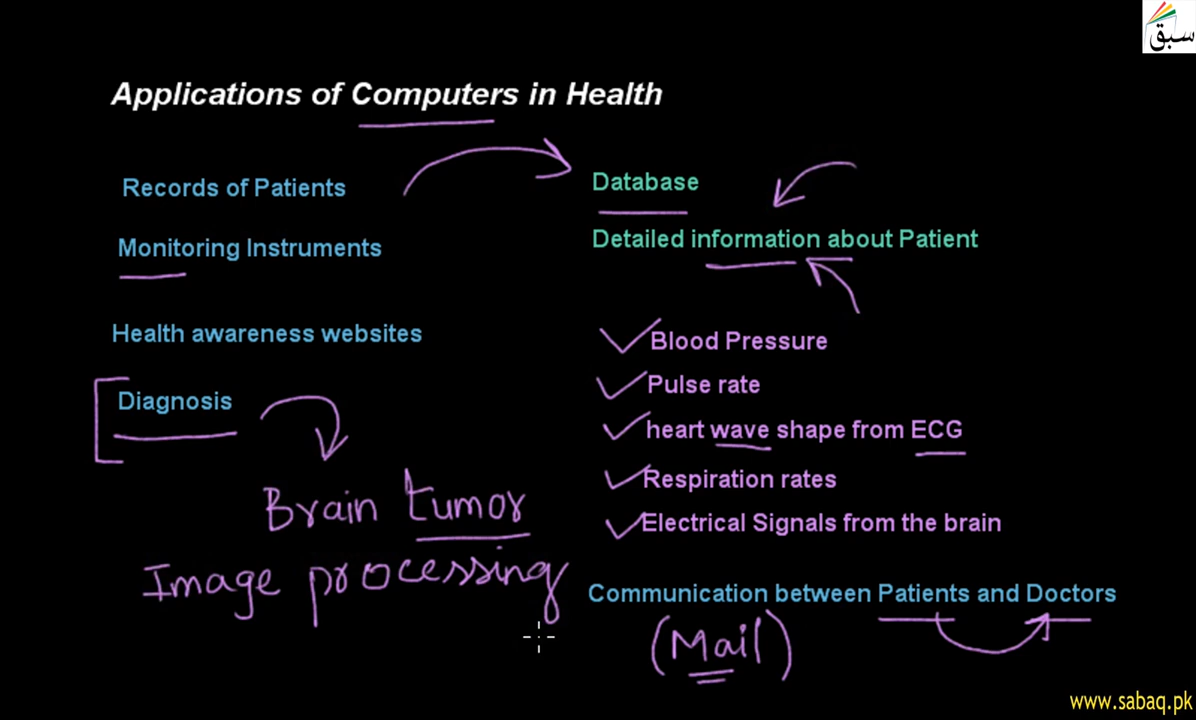 سبق
Applications of Computers in Health
Records of Patients
Database
Monitoring Instruments
Detailed information about Patient
Health awareness websites
Blood Pressure
Pulse rate
Diagnosis
heart wave shape from ECG
Respiration rates
Brain tumor
Electrical Signals from the brain
Image processing
Communication between Patients and Doctors
(Mail)
www.sabaq.pk